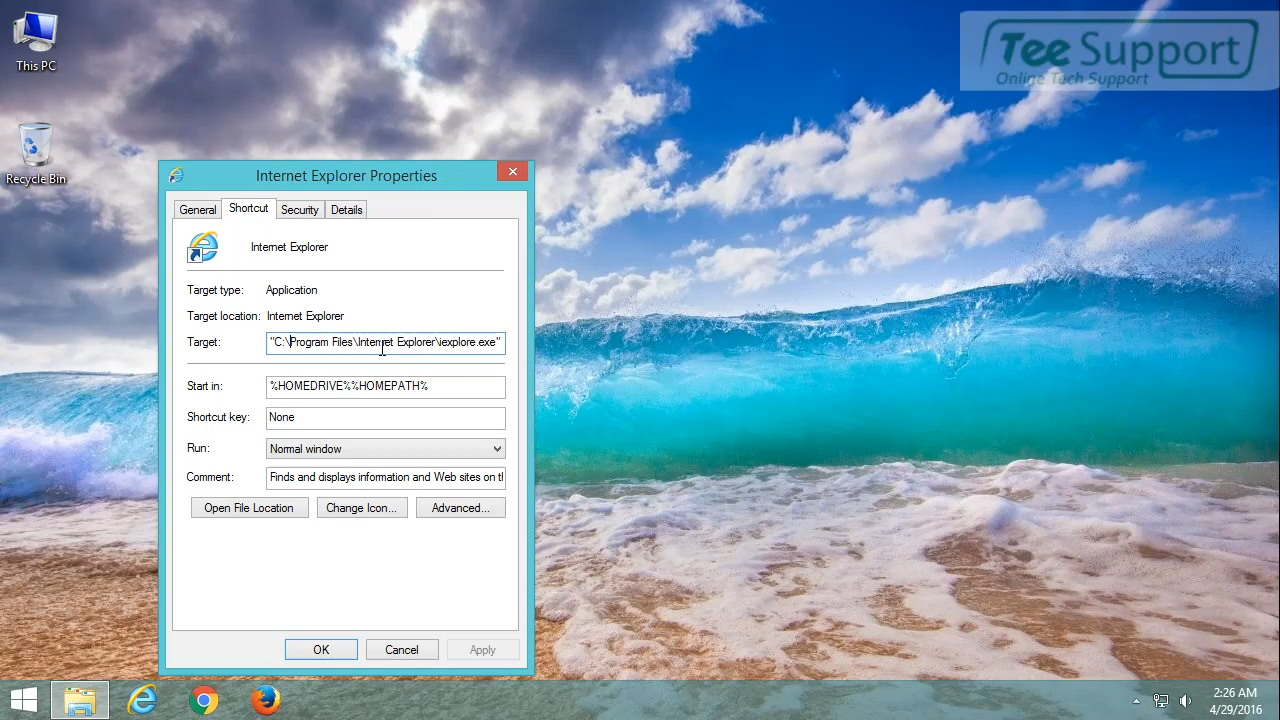 This PC
Recycle Bin
Tee Support
Online Tech Support
Internet Explorer Properties
General Shortcut Security Details
Internet Explorer
Target type: Application
Target location: Internet Explorer
Target: "C:\Program Files\Internet Explorer\iexplore.exe"
Start in: %HOMEDRIVE%%HOMEPATH%
Shortcut key: None
Run: Normal window
Comment: Finds and displays information and Web sites on tl
Open File Location Change Icon... Advanced...
OK Cancel Apply
2:26 AM
4/29/2016